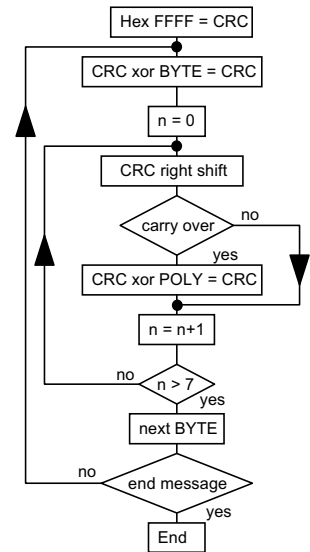 Hex FFFF = CRC
CRC xor BYTE = CRC
n = 0
CRC right shift
carry over
no
yes
CRC xor POLY = CRC
n = n+1
no
n > 7
yes
next BYTE
no
end message
yes
End